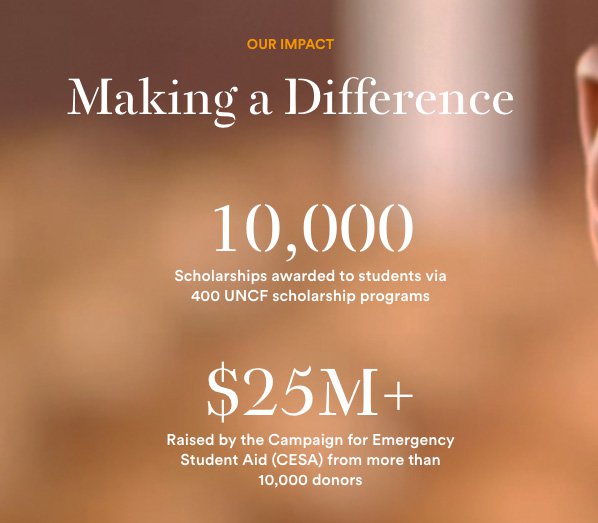 OUR IMPACT
Making a Difference
10,000
Scholarships awarded to students via
400 UNCF scholarship programs
$25M+
Raised by the Campaign for Emergency
Student Aid (CESA) from more than
10,000 donors